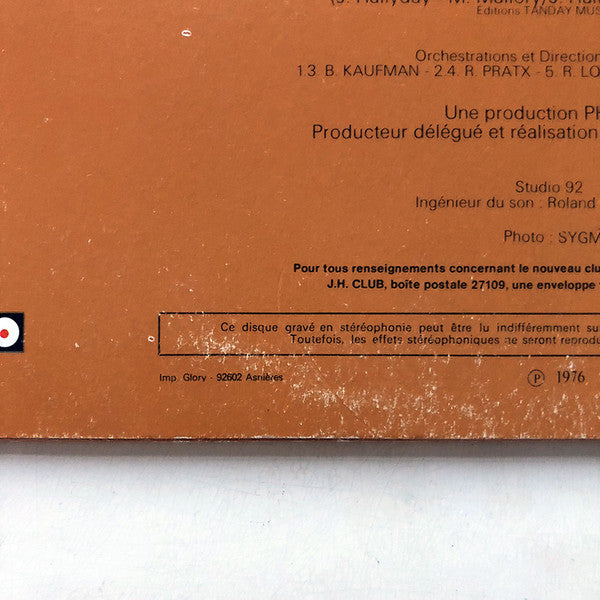 (J. Hallyday - M. Mallory/J.
Editions TANDAY MUS
Orchestrations et Direction
1.3. B. KAUFMAN - 2.4. R. PRATX - 5. R. LO
Une production Ph
Producteur délégué et réalisation
Studio 92
Ingénieur du son : Roland
Photo : SYGM
Pour tous renseignements concernant le nouveau clu
J.H. CLUB, boîte postale 27109, une enveloppe
Ce disque gravé en stéréophonie peut être lu indifféremment su
Toutefois, les effets stéréophoniques ne seront reprodu
Imp. Glory - 92602 Asnières
℗ 1976